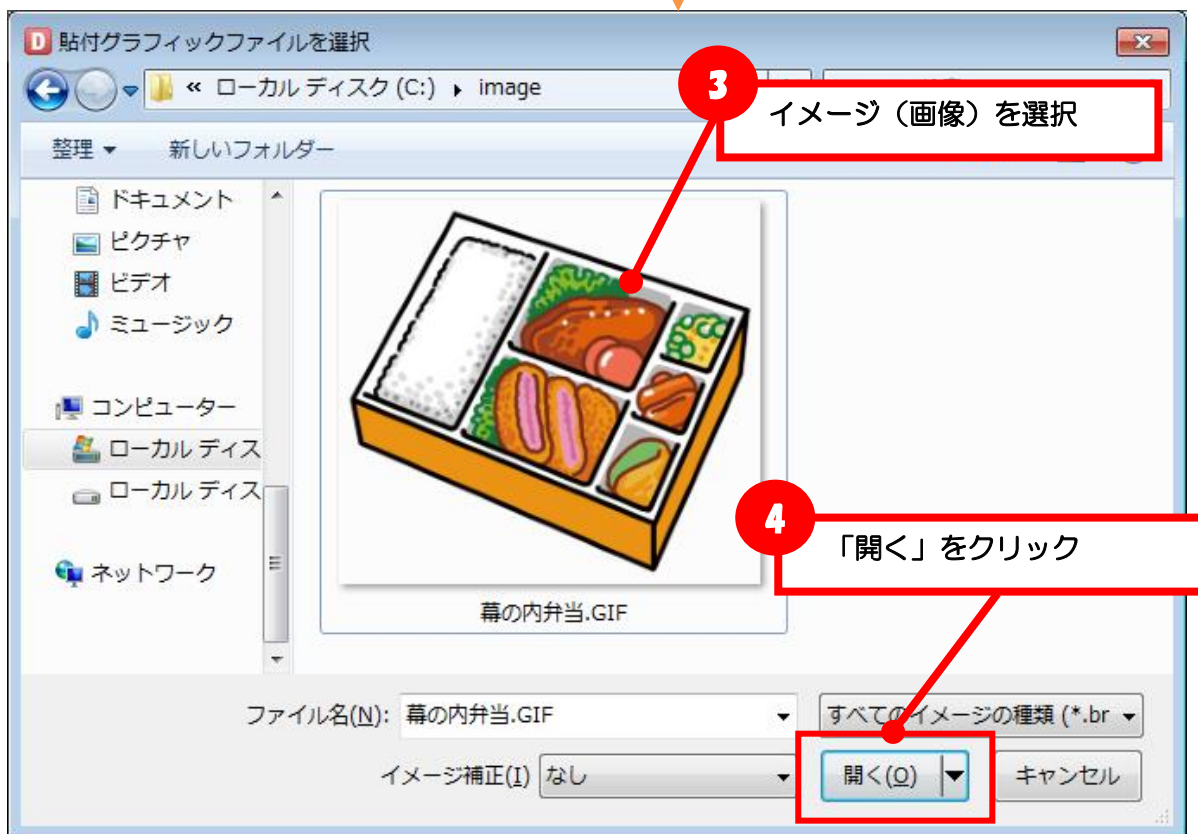 D 貼付グラフィックファイルを選択
« ローカル ディスク (C:) ▸ image
3
イメージ（画像）を選択
整理 ▼ 新しいフォルダー
ドキュメント
ピクチャ
ビデオ
ミュージック
コンピューター
ローカル ディス
ローカル ディス
ネットワーク
幕の内弁当.GIF
4
「開く」をクリック
ファイル名(N): 幕の内弁当.GIF すべてのイメージの種類 (*.br
イメージ補正(I) なし 開く(O) キャンセル